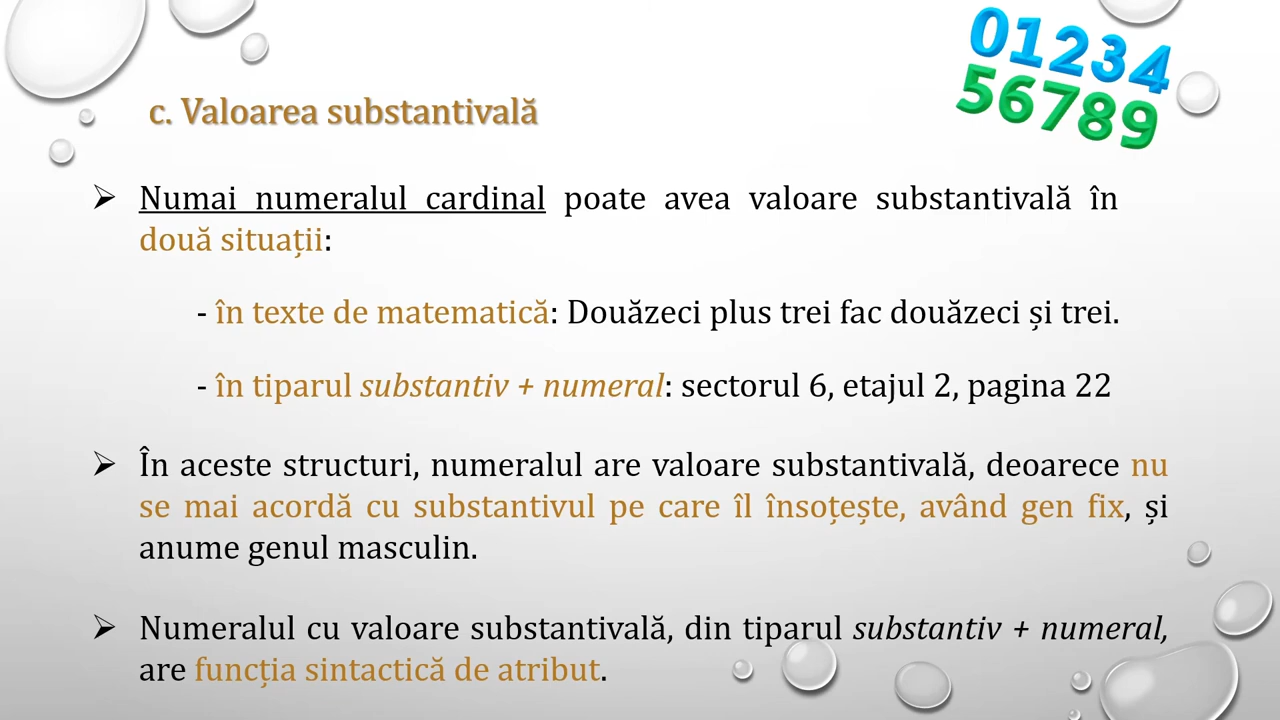 01234
56789
c. Valoarea substantivală
➢ Numai numeralul cardinal poate avea valoare substantivală în
două situații:
- în texte de matematică: Douăzeci plus trei fac douăzeci și trei.
- în tiparul substantiv + numeral: sectorul 6, etajul 2, pagina 22
➢ În aceste structuri, numeralul are valoare substantivală, deoarece nu
se mai acordă cu substantivul pe care îl însoțește, având gen fix, și
anume genul masculin.
➢ Numeralul cu valoare substantivală, din tiparul substantiv + numeral,
are funcția sintactică de atribut.